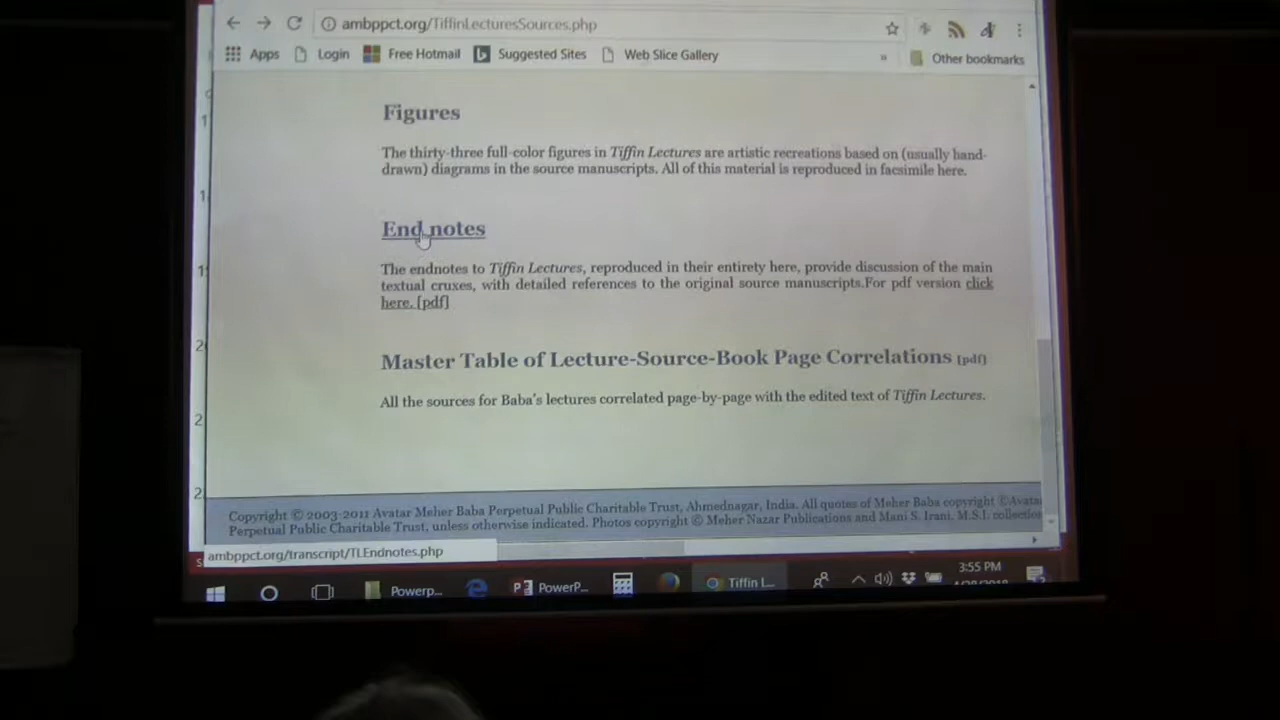 ambppct.org/TiffinLecturesSources.php
Apps Login Free Hotmail Suggested Sites Web Slice Gallery » Other bookmarks
Figures
The thirty-three full-color figures in Tiffin Lectures are artistic recreations based on (usually hand-
drawn) diagrams in the source manuscripts. All of this material is reproduced in facsimile here.
End notes
The endnotes to Tiffin Lectures, reproduced in their entirety here, provide discussion of the main
textual cruxes, with detailed references to the original source manuscripts.For pdf version click
here. [pdf]
Master Table of Lecture-Source-Book Page Correlations [pdf]
All the sources for Baba's lectures correlated page-by-page with the edited text of Tiffin Lectures.
Copyright © 2003-2011 Avatar Meher Baba Perpetual Public Charitable Trust, Ahmednagar, India. All quotes of Meher Baba copyright ©Avata
Perpetual Public Charitable Trust, unless otherwise indicated. Photos copyright © Meher Nazar Publications and Mani S. Irani. M.S.I. collection
ambppct.org/transcript/TLEndnotes.php
3:55 PM
Powerp... PowerP... Tiffin L...